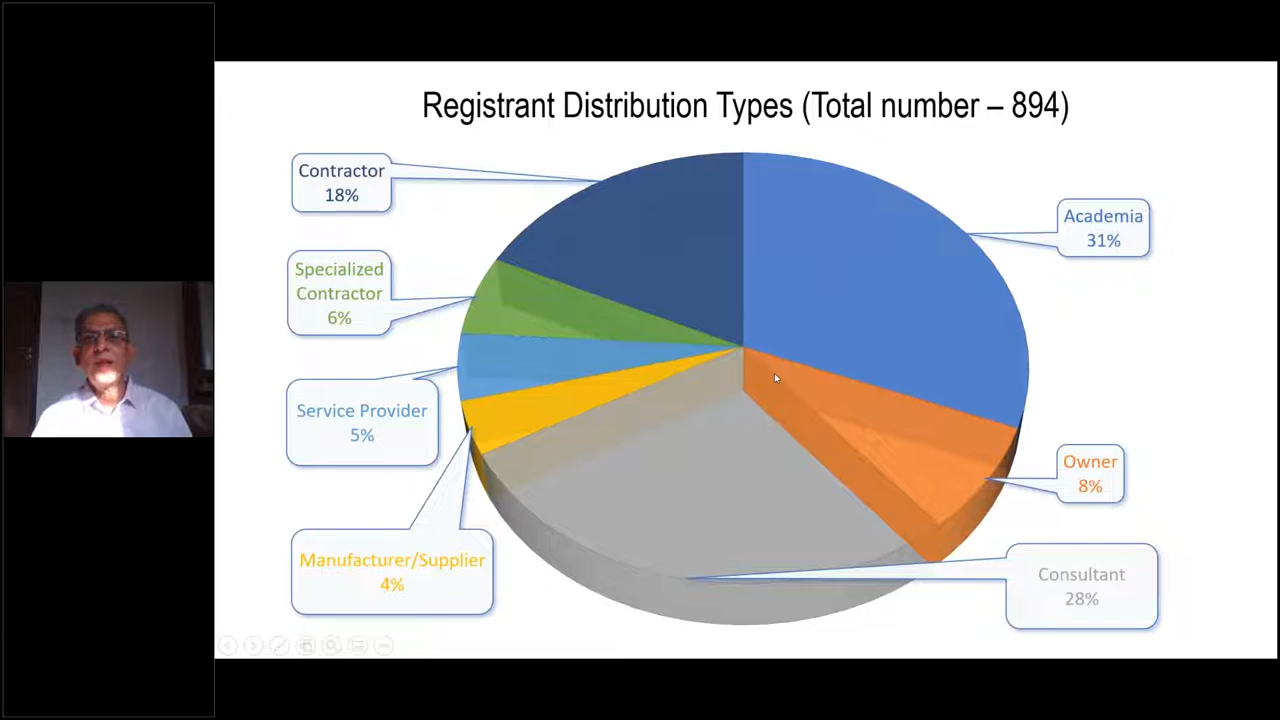 Registrant Distribution Types (Total number – 894)
Contractor
18%
Academia
31%
Specialized
Contractor
6%
Service Provider
5%
Owner
8%
Manufacturer/Supplier
4%
Consultant
28%